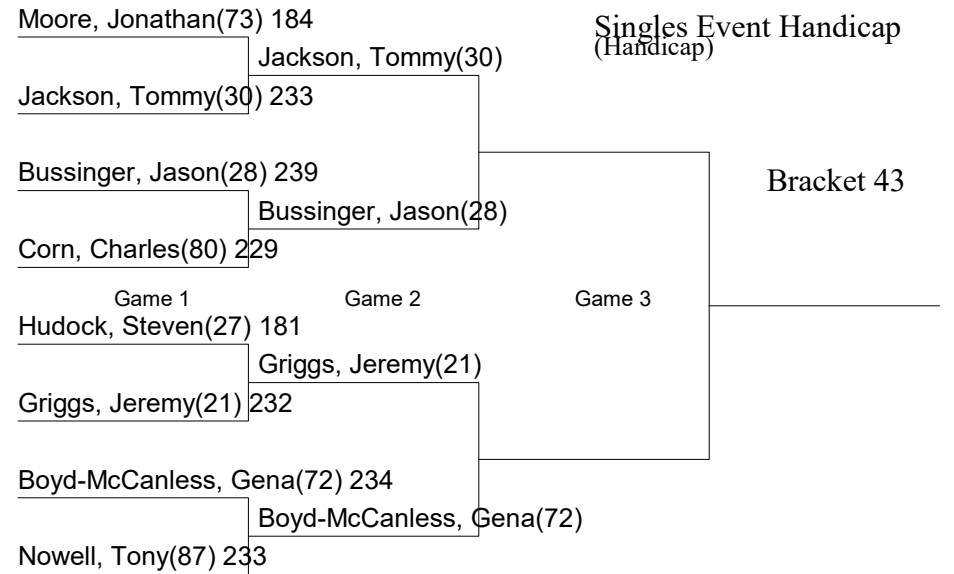 Moore, Jonathan(73) 184
Singles Event Handicap
(Handicap)
Jackson, Tommy(30)
Jackson, Tommy(30) 233
Bussinger, Jason(28) 239
Bracket 43
Bussinger, Jason(28)
Corn, Charles(80) 229
Game 1
Game 2
Game 3
Hudock, Steven(27) 181
Griggs, Jeremy(21)
Griggs, Jeremy(21) 232
Boyd-McCanless, Gena(72) 234
Boyd-McCanless, Gena(72)
Nowell, Tony(87) 233